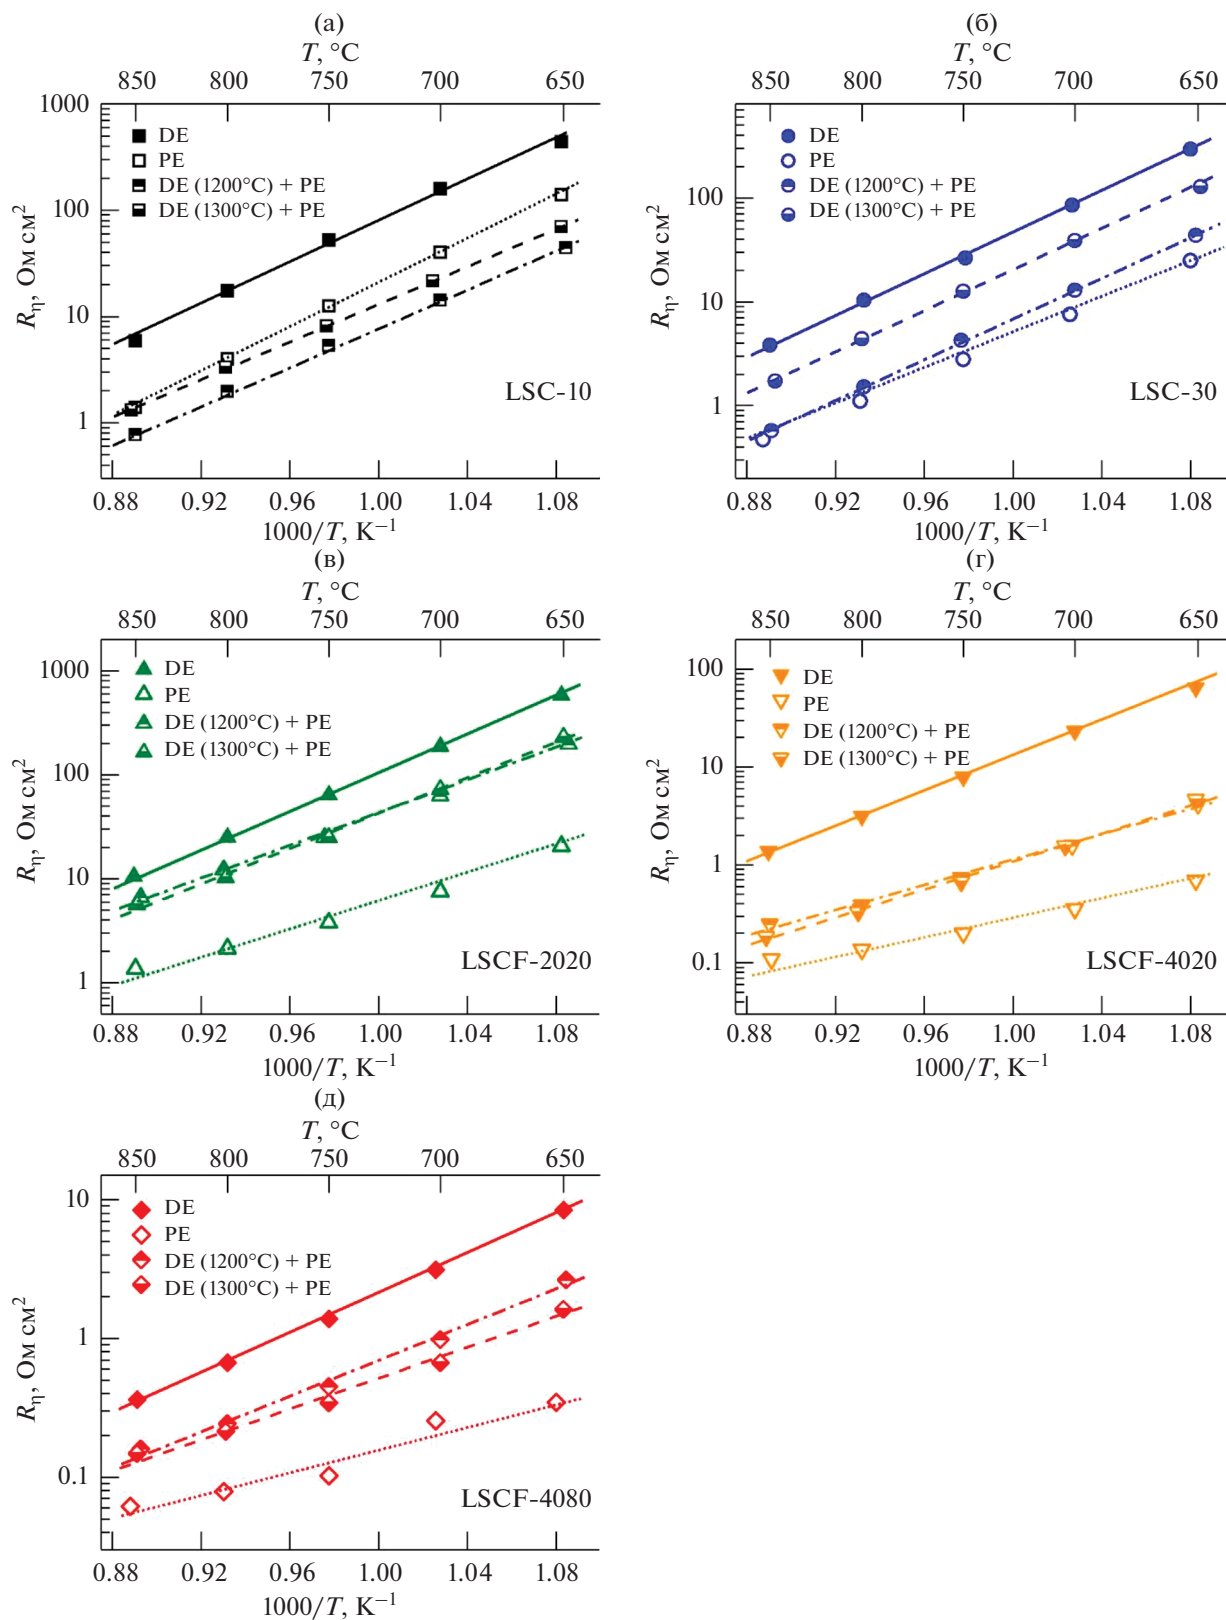 (а)
T, °C
850 800 750 700 650
1000
100
10
1
R_η, Ом см²
DE
PE
DE (1200°C) + PE
DE (1300°C) + PE
LSC-10
0.88 0.92 0.96 1.00 1.04 1.08
1000/T, K⁻¹
(б)
T, °C
850 800 750 700 650
100
10
1
R_η, Ом см²
DE
PE
DE (1200°C) + PE
DE (1300°C) + PE
LSC-30
0.88 0.92 0.96 1.00 1.04 1.08
1000/T, K⁻¹
(в)
T, °C
850 800 750 700 650
1000
100
10
1
R_η, Ом см²
DE
PE
DE (1200°C) + PE
DE (1300°C) + PE
LSCF-2020
0.88 0.92 0.96 1.00 1.04 1.08
1000/T, K⁻¹
(г)
T, °C
850 800 750 700 650
100
10
1
0.1
R_η, Ом см²
DE
PE
DE (1200°C) + PE
DE (1300°C) + PE
LSCF-4020
0.88 0.92 0.96 1.00 1.04 1.08
1000/T, K⁻¹
(д)
T, °C
850 800 750 700 650
10
1
0.1
R_η, Ом см²
DE
PE
DE (1200°C) + PE
DE (1300°C) + PE
LSCF-4080
0.88 0.92 0.96 1.00 1.04 1.08
1000/T, K⁻¹